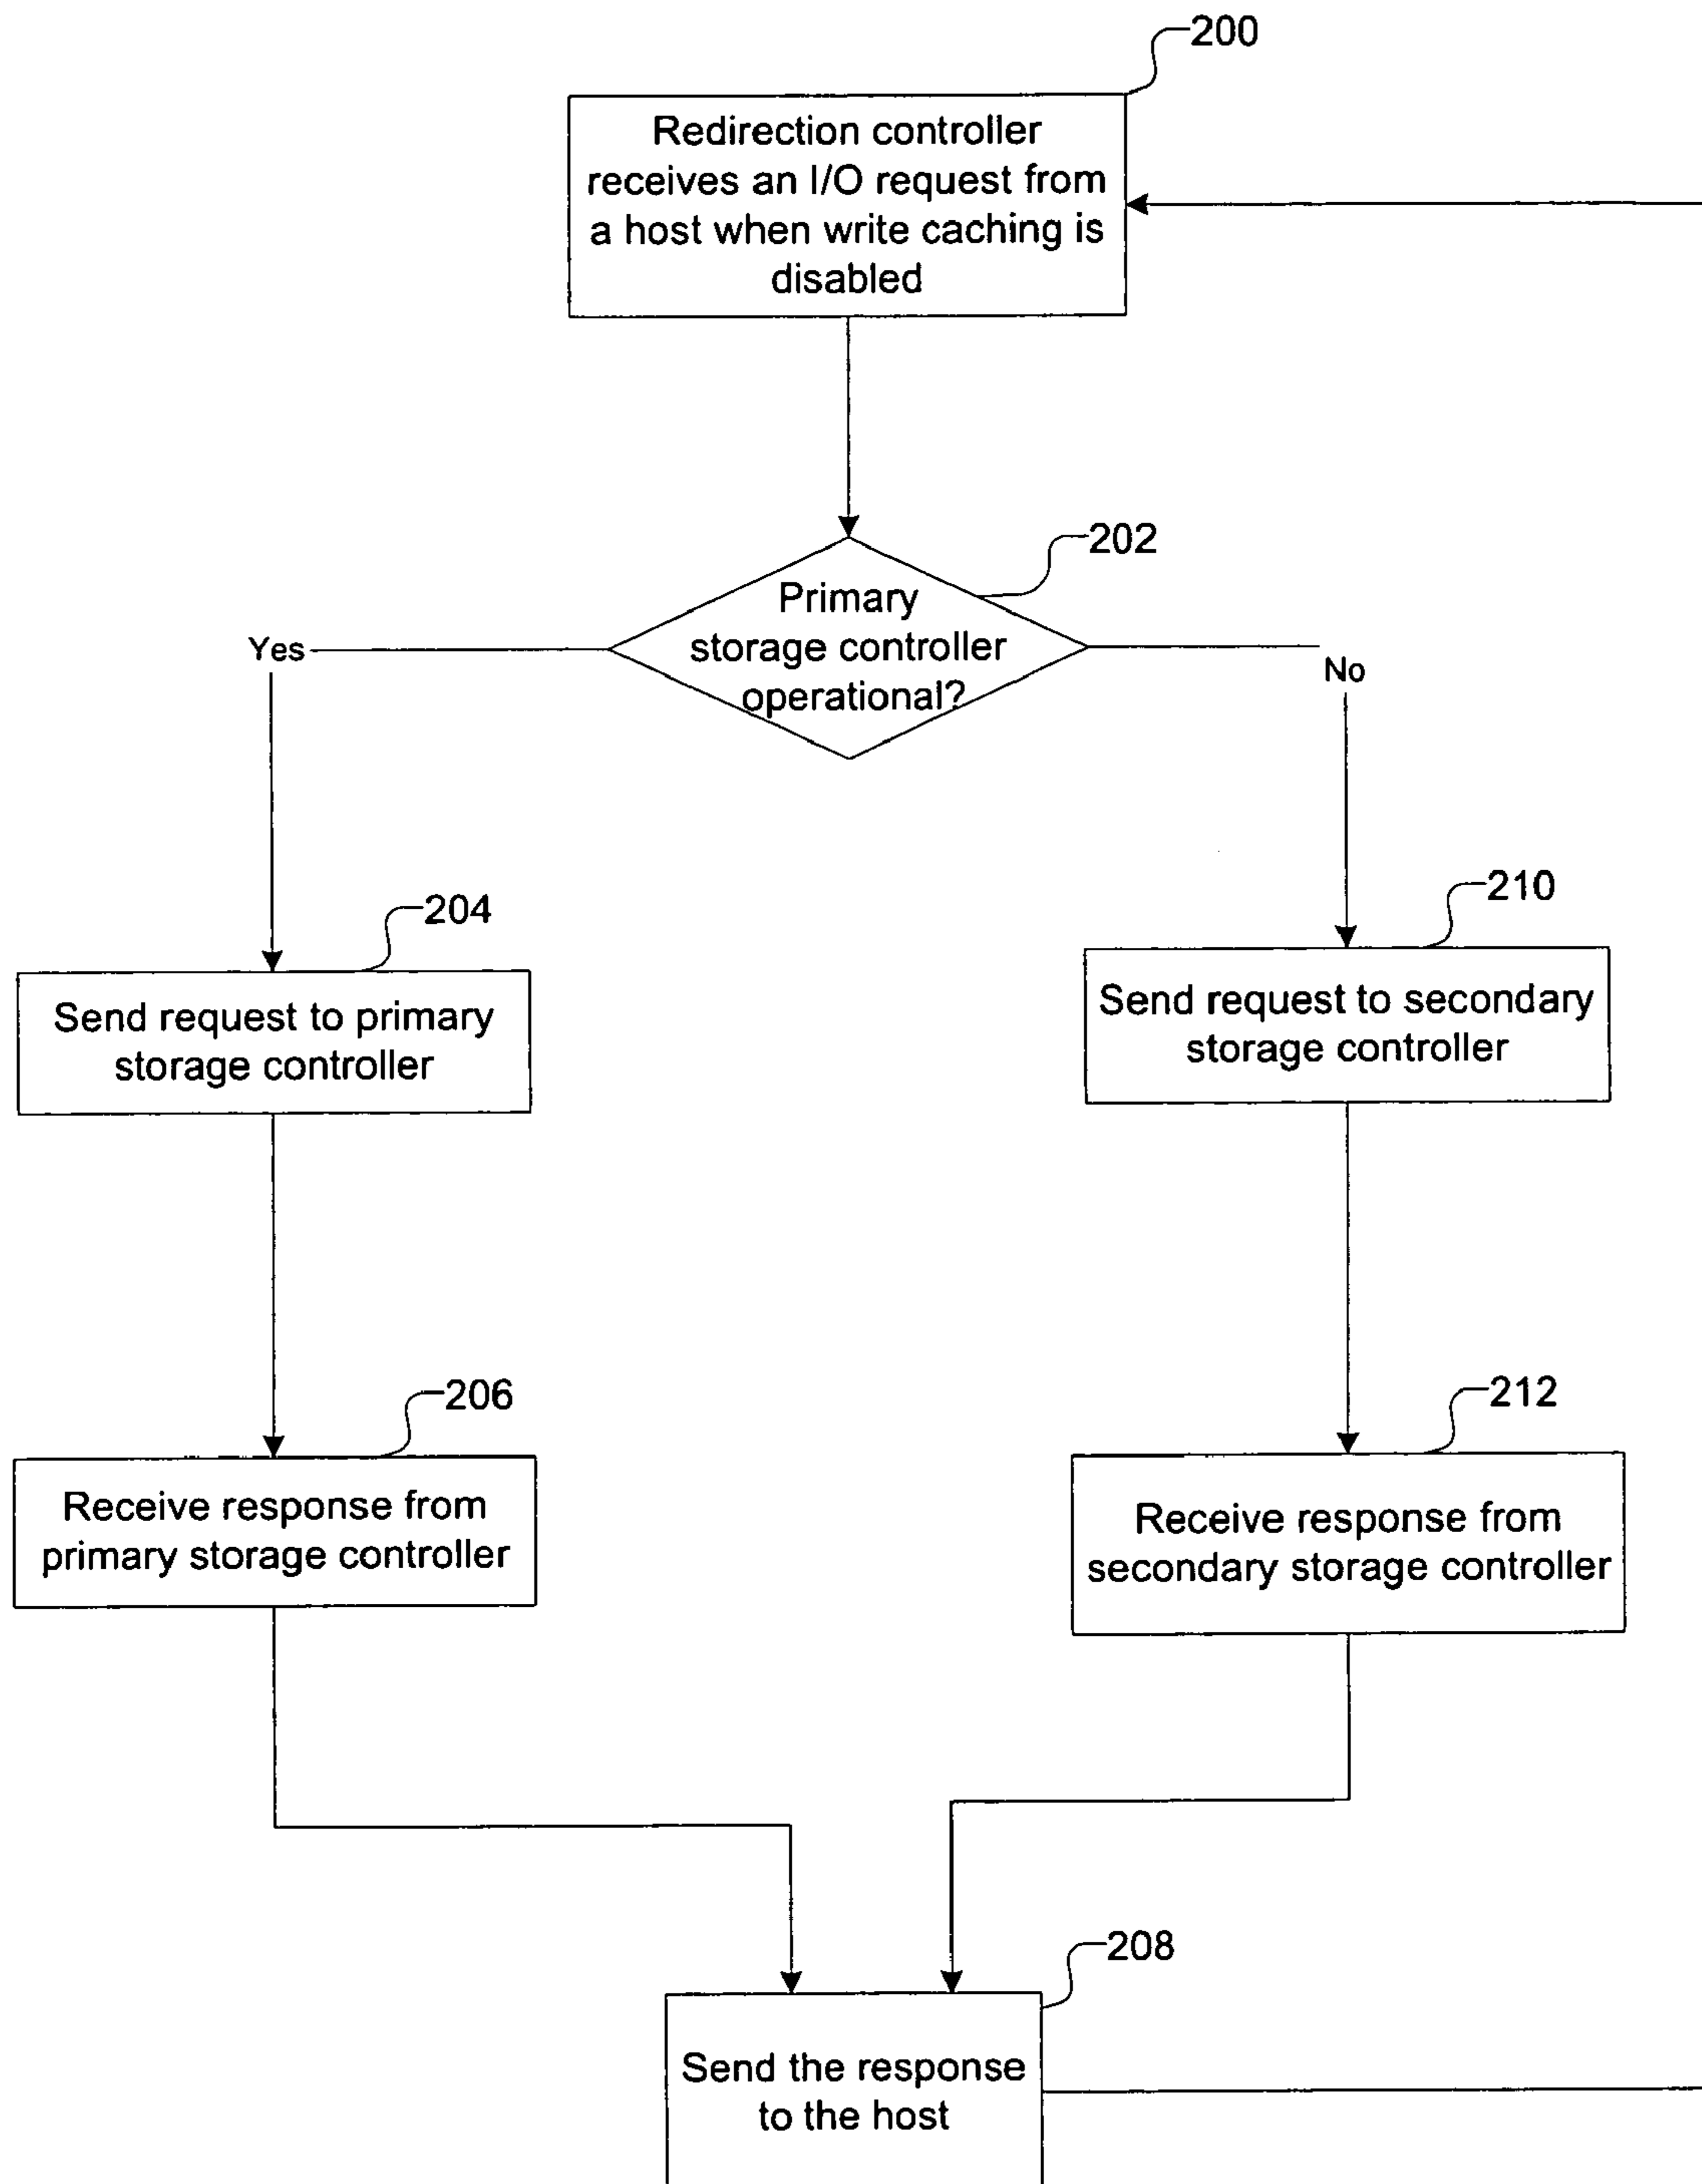 200
Redirection controller
receives an I/O request from
a host when write caching is
disabled
202
Primary
storage controller
operational?
Yes
No
204
Send request to primary
storage controller
210
Send request to secondary
storage controller
206
Receive response from
primary storage controller
212
Receive response from
secondary storage controller
208
Send the response
to the host